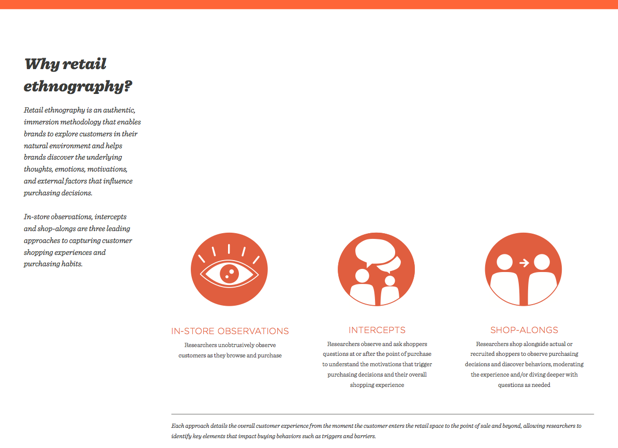 Why retail
ethnography?
Retail ethnography is an authentic,
immersion methodology that enables
brands to explore customers in their
natural environment and helps
brands discover the underlying
thoughts, emotions, motivations,
and external factors that influence
purchasing decisions.
In-store observations, intercepts
and shop-alongs are three leading
approaches to capturing customer
shopping experiences and
purchasing habits.
IN-STORE OBSERVATIONS
Researchers unobtrusively observe
customers as they browse and purchase
INTERCEPTS
Researchers observe and ask shoppers
questions at or after the point of purchase
to understand the motivations that trigger
purchasing decisions and their overall
shopping experience
SHOP-ALONGS
Researchers shop alongside actual or
recruited shoppers to observe purchasing
decisions and discover behaviors, moderating
the experience and/or diving deeper with
questions as needed
Each approach details the overall customer experience from the moment the customer enters the retail space to the point of sale and beyond, allowing researchers to
identify key elements that impact buying behaviors such as triggers and barriers.